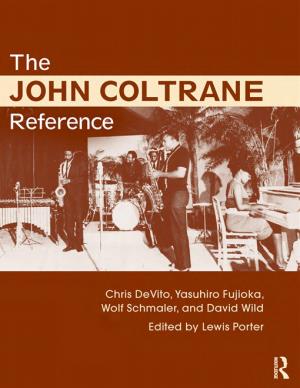 The
JOHN COLTRANE
Reference
Chris DeVito, Yasuhiro Fujioka,
Wolf Schmaler, and David Wild
Edited by Lewis Porter
ROUTLEDGE